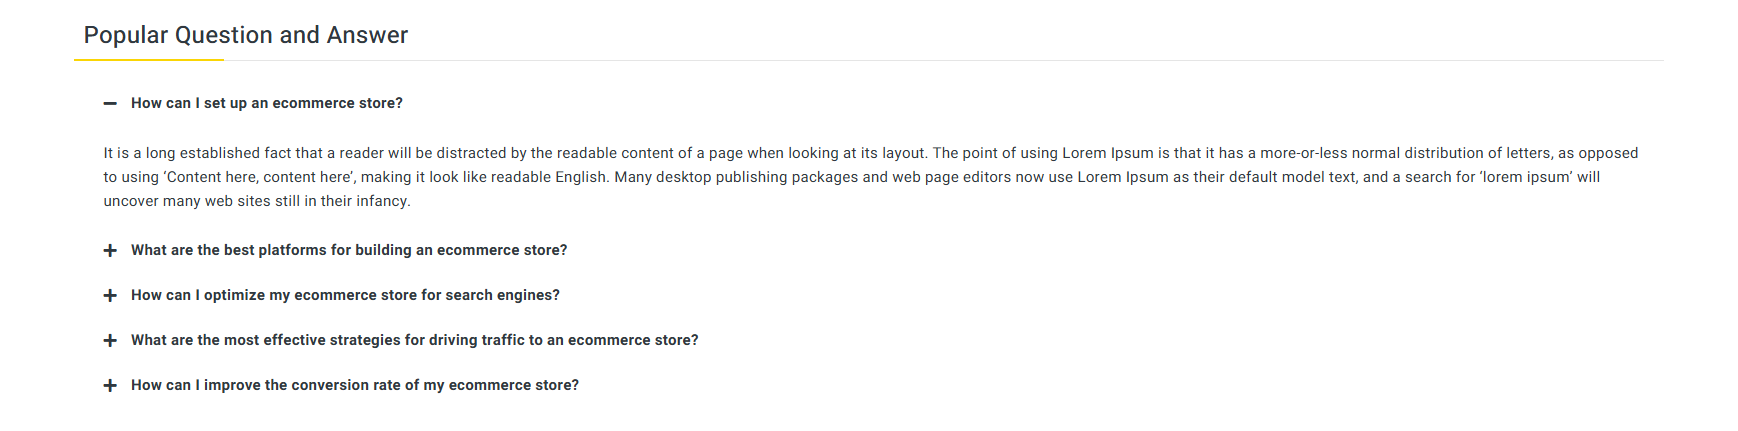 Popular Question and Answer
How can I set up an ecommerce store?
It is a long established fact that a reader will be distracted by the readable content of a page when looking at its layout. The point of using Lorem Ipsum is that it has a more-or-less normal distribution of letters, as opposed
to using ‘Content here, content here’, making it look like readable English. Many desktop publishing packages and web page editors now use Lorem Ipsum as their default model text, and a search for ‘lorem ipsum’ will
uncover many web sites still in their infancy.
What are the best platforms for building an ecommerce store?
How can I optimize my ecommerce store for search engines?
What are the most effective strategies for driving traffic to an ecommerce store?
How can I improve the conversion rate of my ecommerce store?